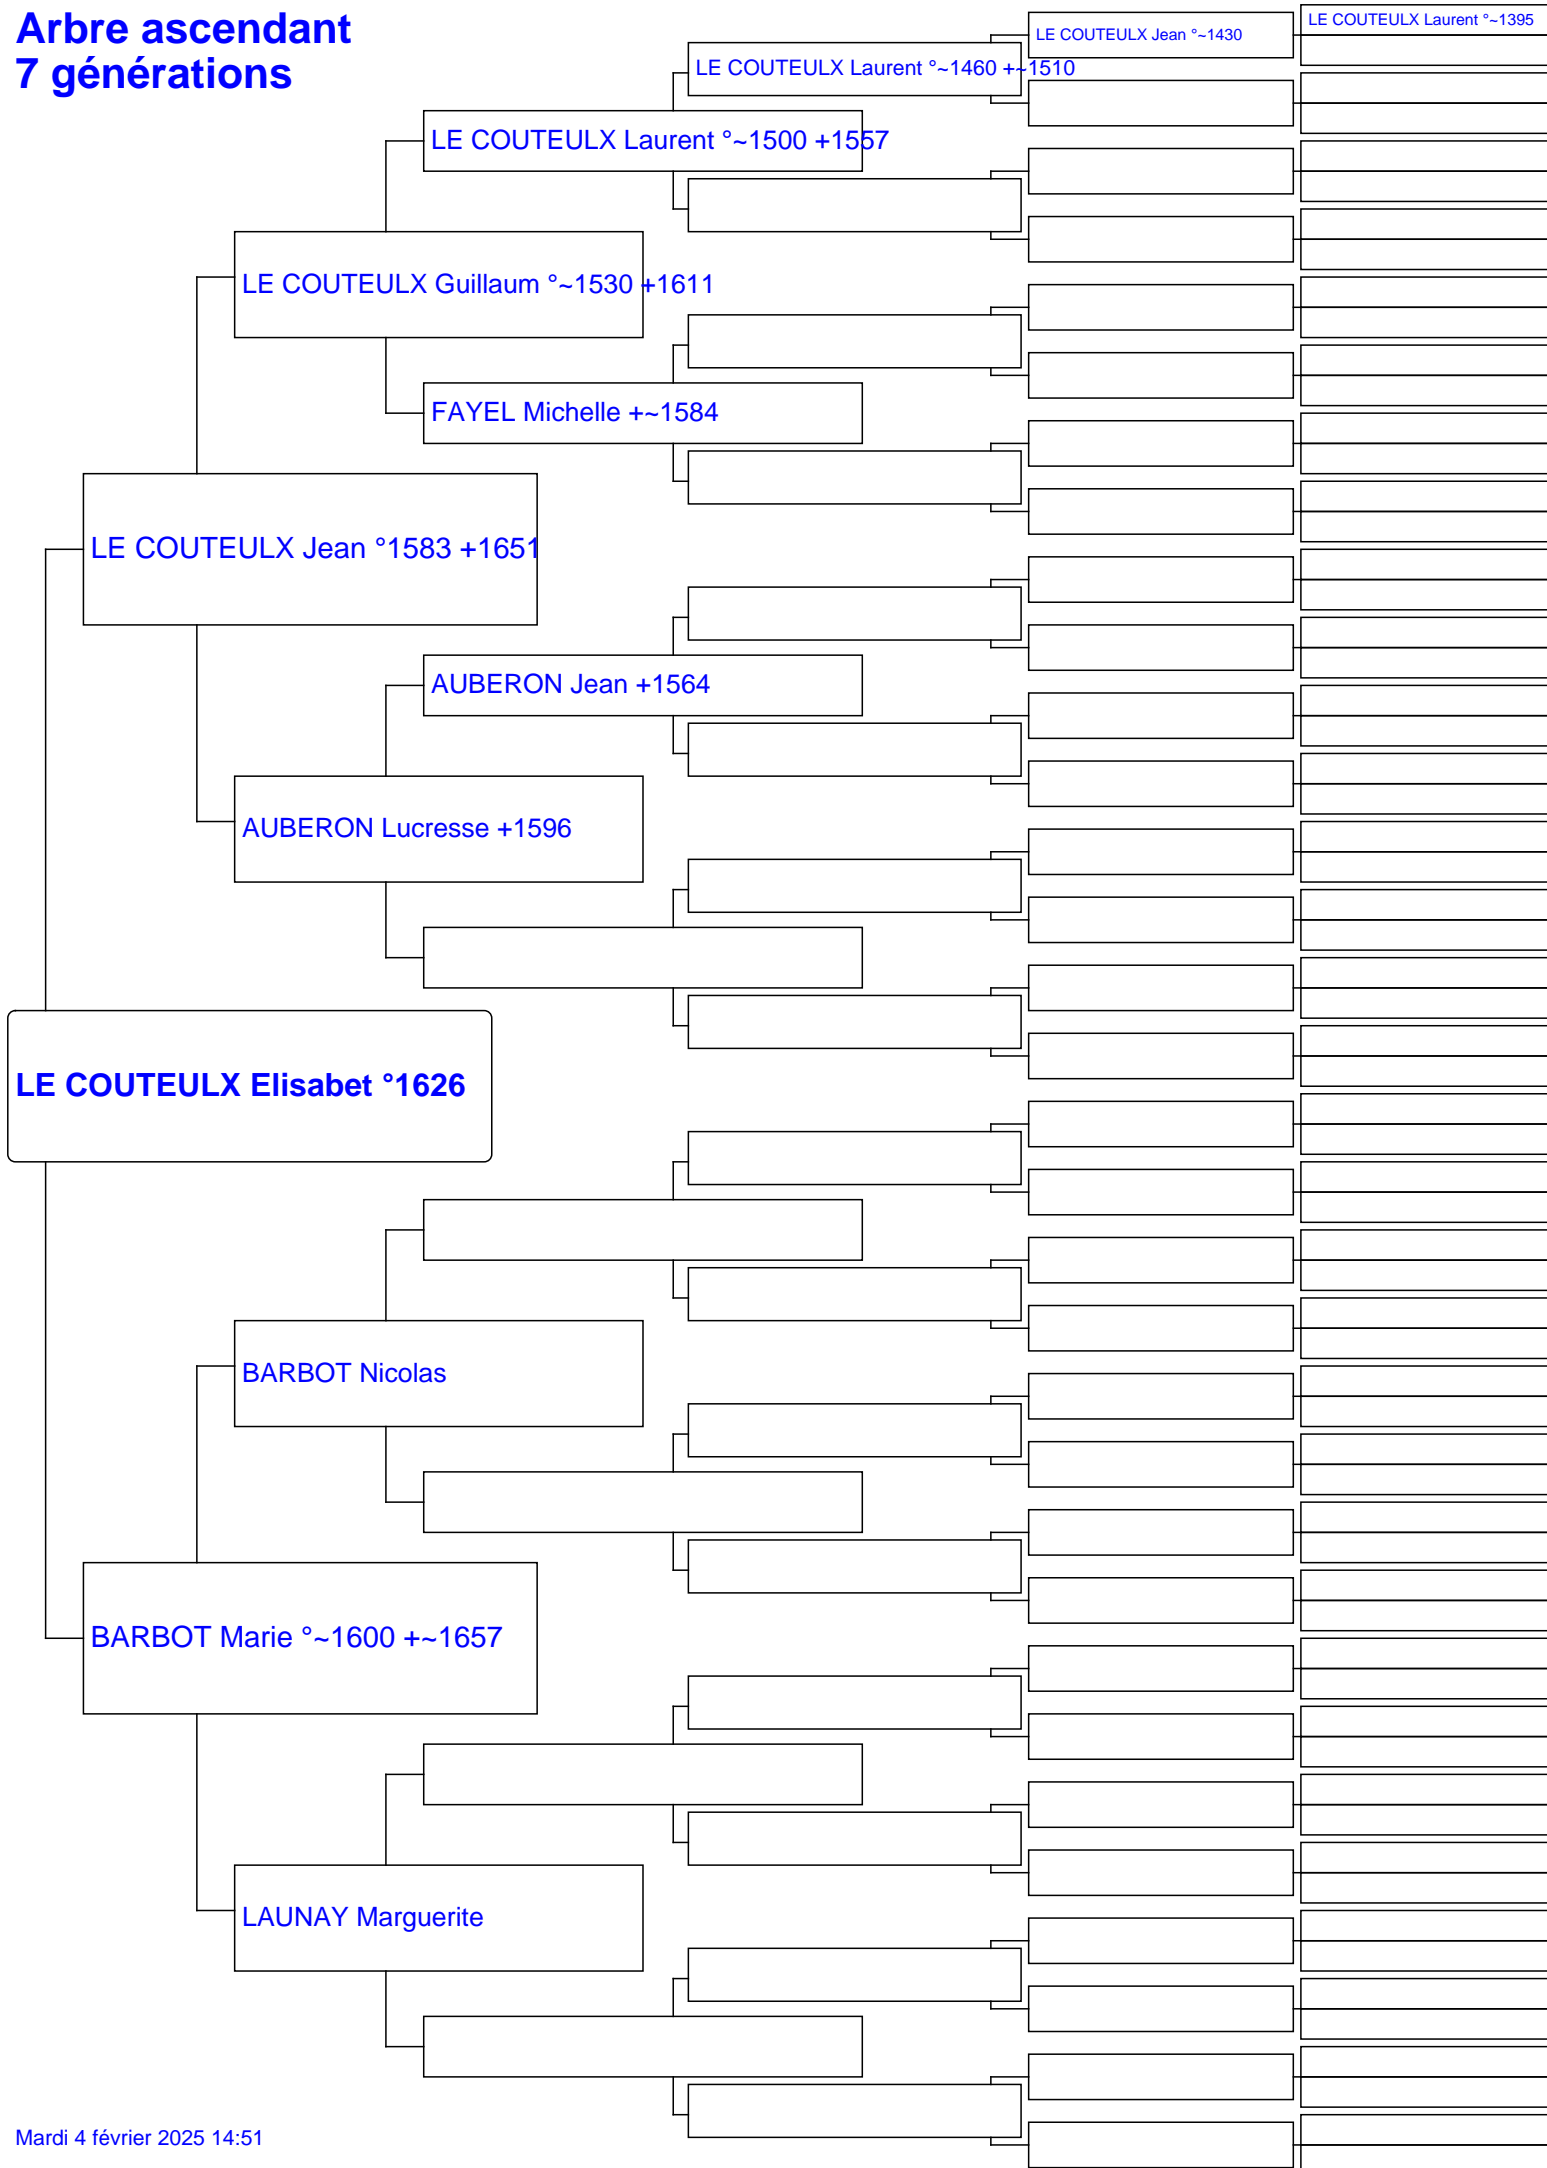 Arbre ascendant
7 générations
LE COUTEULX Laurent °~1395
LE COUTEULX Jean °~1430
LE COUTEULX Laurent °~1460 +~1510
LE COUTEULX Laurent °~1500 +1557
LE COUTEULX Guillaum °~1530 +1611
FAYEL Michelle +~1584
LE COUTEULX Jean °1583 +1651
AUBERON Jean +1564
AUBERON Lucresse +1596
LE COUTEULX Elisabet °1626
BARBOT Nicolas
BARBOT Marie °~1600 +~1657
LAUNAY Marguerite
Mardi 4 février 2025 14:51